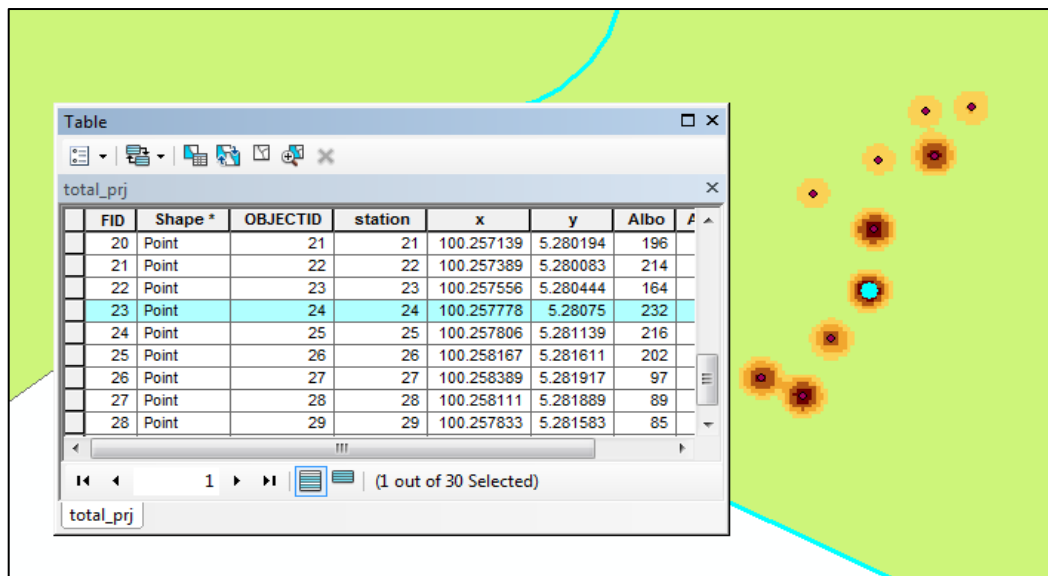 Table
total_prj
FID Shape * OBJECTID station x y Albo A
20 Point 21 21 100.257139 5.280194 196
21 Point 22 22 100.257389 5.280083 214
22 Point 23 23 100.257556 5.280444 164
23 Point 24 24 100.257778 5.28075 232
24 Point 25 25 100.257806 5.281139 216
25 Point 26 26 100.258167 5.281611 202
26 Point 27 27 100.258389 5.281917 97
27 Point 28 28 100.258111 5.281889 89
28 Point 29 29 100.257833 5.281583 85
1 (1 out of 30 Selected)
total_prj